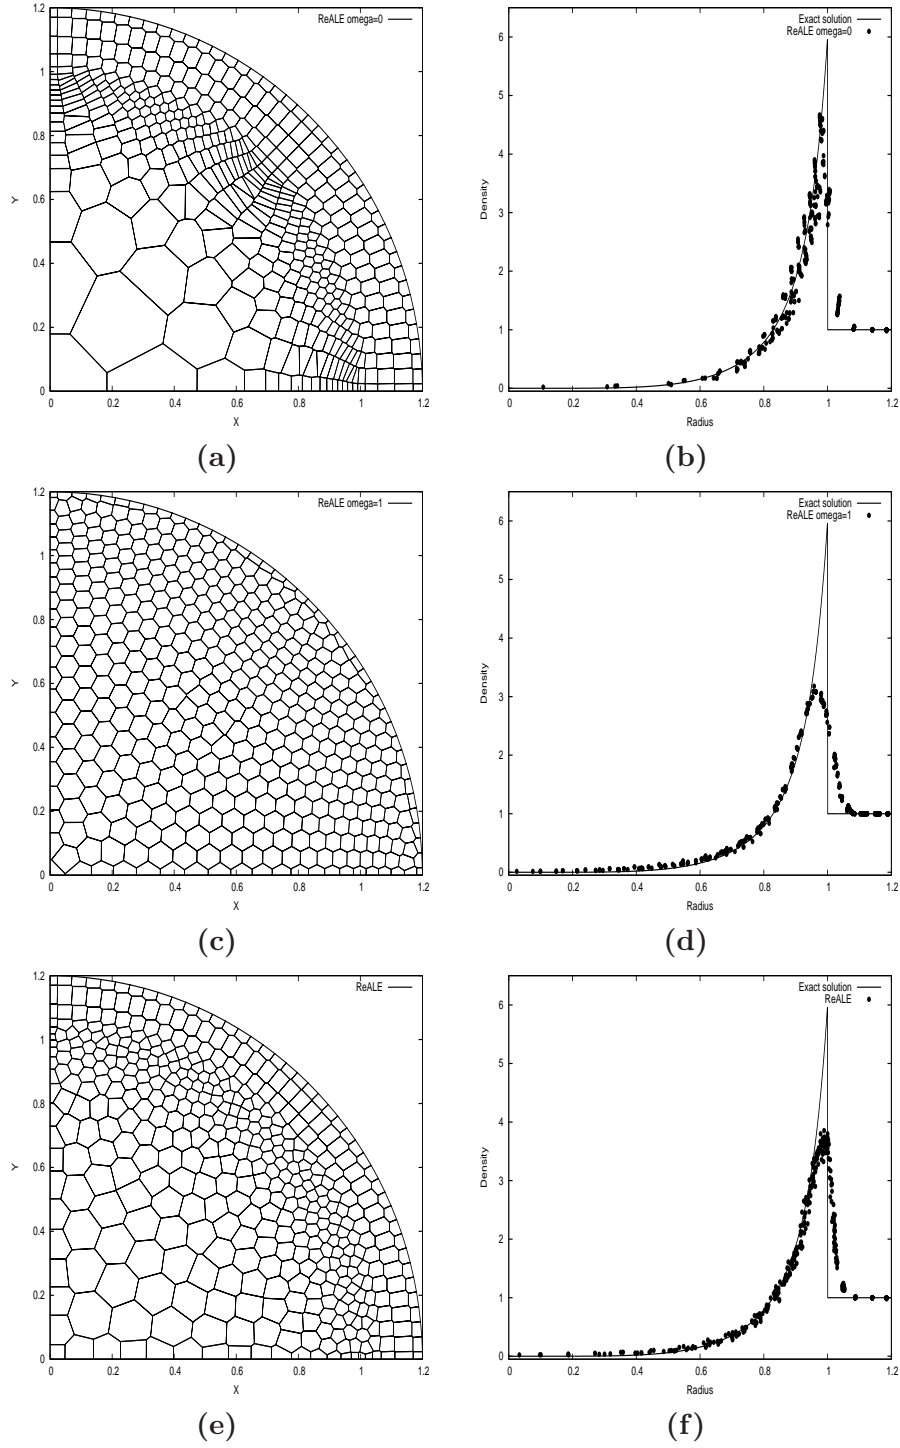 ReALE omega=0
1.2
1
0.8
0.6
0.4
0.2
0
Y
0 0.2 0.4 0.6 0.8 1 1.2
X
(a)
Exact solution
ReALE omega=0
6
5
4
3
2
1
0
Density
0 0.2 0.4 0.6 0.8 1 1.2
Radius
(b)
ReALE omega=1
1.2
1
0.8
0.6
0.4
0.2
0
Y
0 0.2 0.4 0.6 0.8 1 1.2
X
(c)
Exact solution
ReALE omega=1
6
5
4
3
2
1
0
Density
0 0.2 0.4 0.6 0.8 1 1.2
Radius
(d)
ReALE
1.2
1
0.8
0.6
0.4
0.2
0
Y
0 0.2 0.4 0.6 0.8 1 1.2
X
(e)
Exact solution
ReALE
6
5
4
3
2
1
0
Density
0 0.2 0.4 0.6 0.8 1 1.2
Radius
(f)